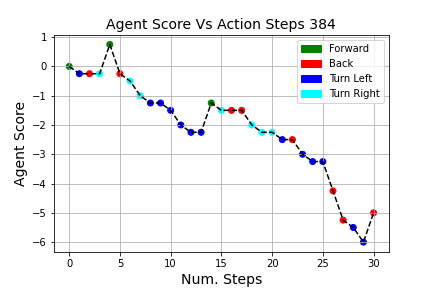 Agent Score Vs Action Steps 384
Agent Score
1
0
−1
−2
−3
−4
−5
−6
Forward
Back
Turn Left
Turn Right
0 5 10 15 20 25 30
Num. Steps